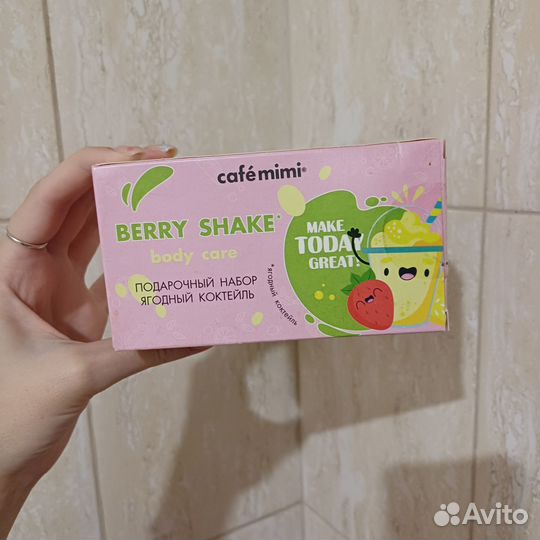 café mimi®
BERRY SHAKE*
body care
ПОДАРОЧНЫЙ НАБОР
ЯГОДНЫЙ КОКТЕЙЛЬ
MAKE
TODAY
GREAT!
*ЯГОДНЫЙ КОКТЕЙЛЬ
Avito